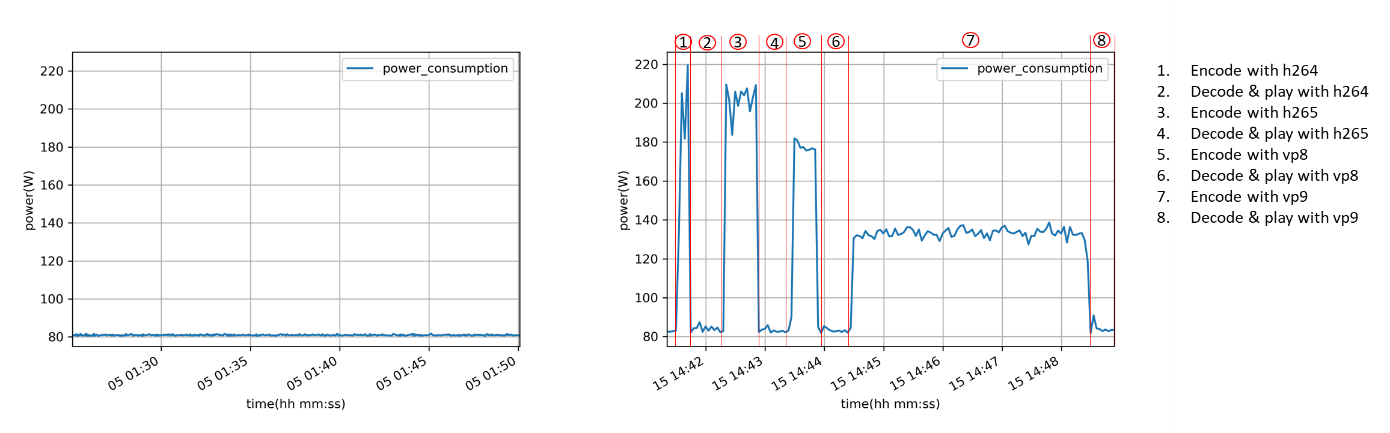 power_consumption
220
200
180
160
140
120
100
80
power(W)
05 01:30
05 01:35
05 01:40
05 01:45
05 01:50
time(hh mm:ss)
1 2 3 4 5 6 7 8
power_consumption
220
200
180
160
140
120
100
80
power(W)
15 14:42
15 14:43
15 14:44
15 14:45
15 14:46
15 14:47
15 14:48
time(hh mm:ss)
1. Encode with h264
2. Decode & play with h264
3. Encode with h265
4. Decode & play with h265
5. Encode with vp8
6. Decode & play with vp8
7. Encode with vp9
8. Decode & play with vp9